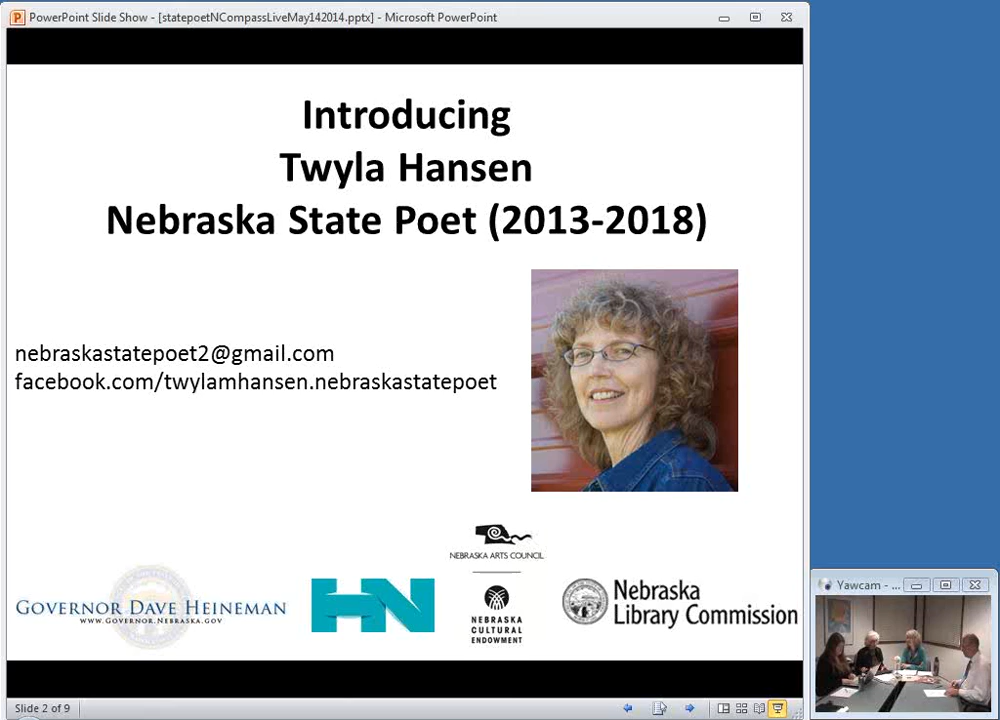 PowerPoint Slide Show - [statepoetNCompassLiveMay142014.pptx] - Microsoft PowerPoint
Introducing
Twyla Hansen
Nebraska State Poet (2013-2018)
nebraskastatepoet2@gmail.com
facebook.com/twylamhansen.nebraskastatepoet
GOVERNOR DAVE HEINEMAN
WWW.GOVERNOR.NEBRASKA.GOV
HN
NEBRASKA ARTS COUNCIL
NEBRASKA
CULTURAL
ENDOWMENT
Nebraska
Library Commission
Yawcam - ...
Slide 2 of 9